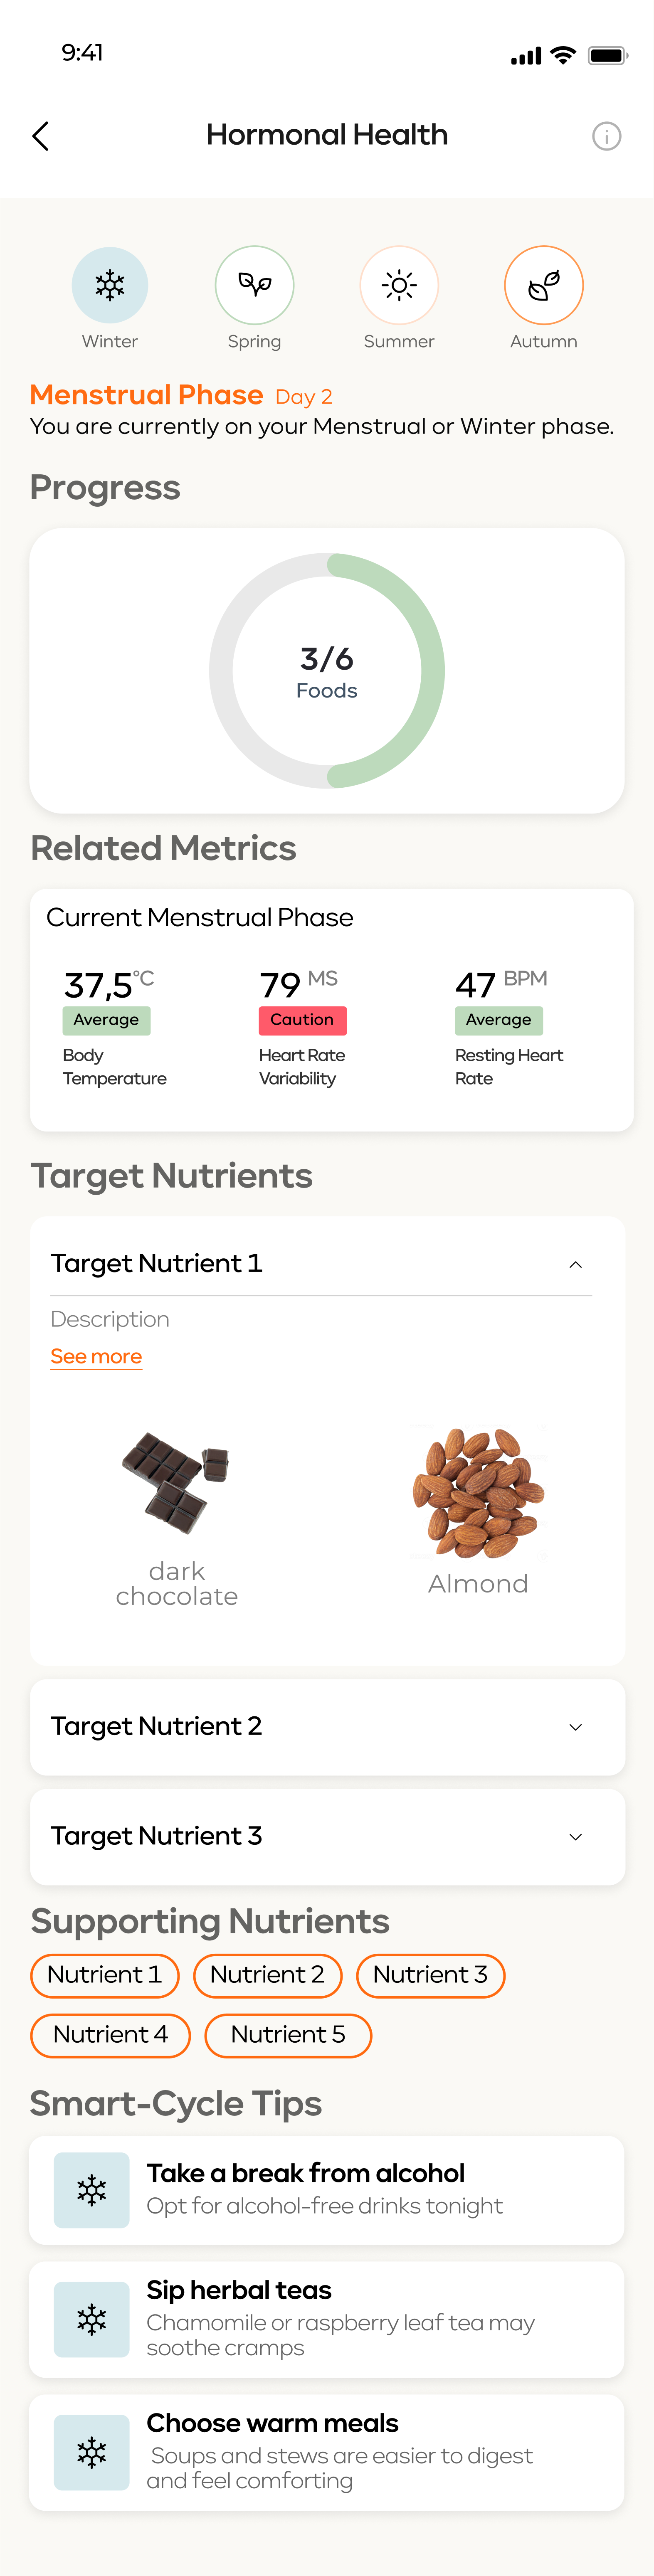 9:41
Hormonal Health
Winter
Spring
Summer
Autumn
Menstrual Phase Day 2
You are currently on your Menstrual or Winter phase.
Progress
3/6
Foods
Related Metrics
Current Menstrual Phase
37,5 °C
79 MS
47 BPM
Average
Caution
Average
Body
Temperature
Heart Rate
Variability
Resting Heart
Rate
Target Nutrients
Target Nutrient 1
Description
See more
dark
chocolate
Almond
Target Nutrient 2
Target Nutrient 3
Supporting Nutrients
Nutrient 1
Nutrient 2
Nutrient 3
Nutrient 4
Nutrient 5
Smart-Cycle Tips
Take a break from alcohol
Opt for alcohol-free drinks tonight
Sip herbal teas
Chamomile or raspberry leaf tea may
soothe cramps
Choose warm meals
Soups and stews are easier to digest
and feel comforting